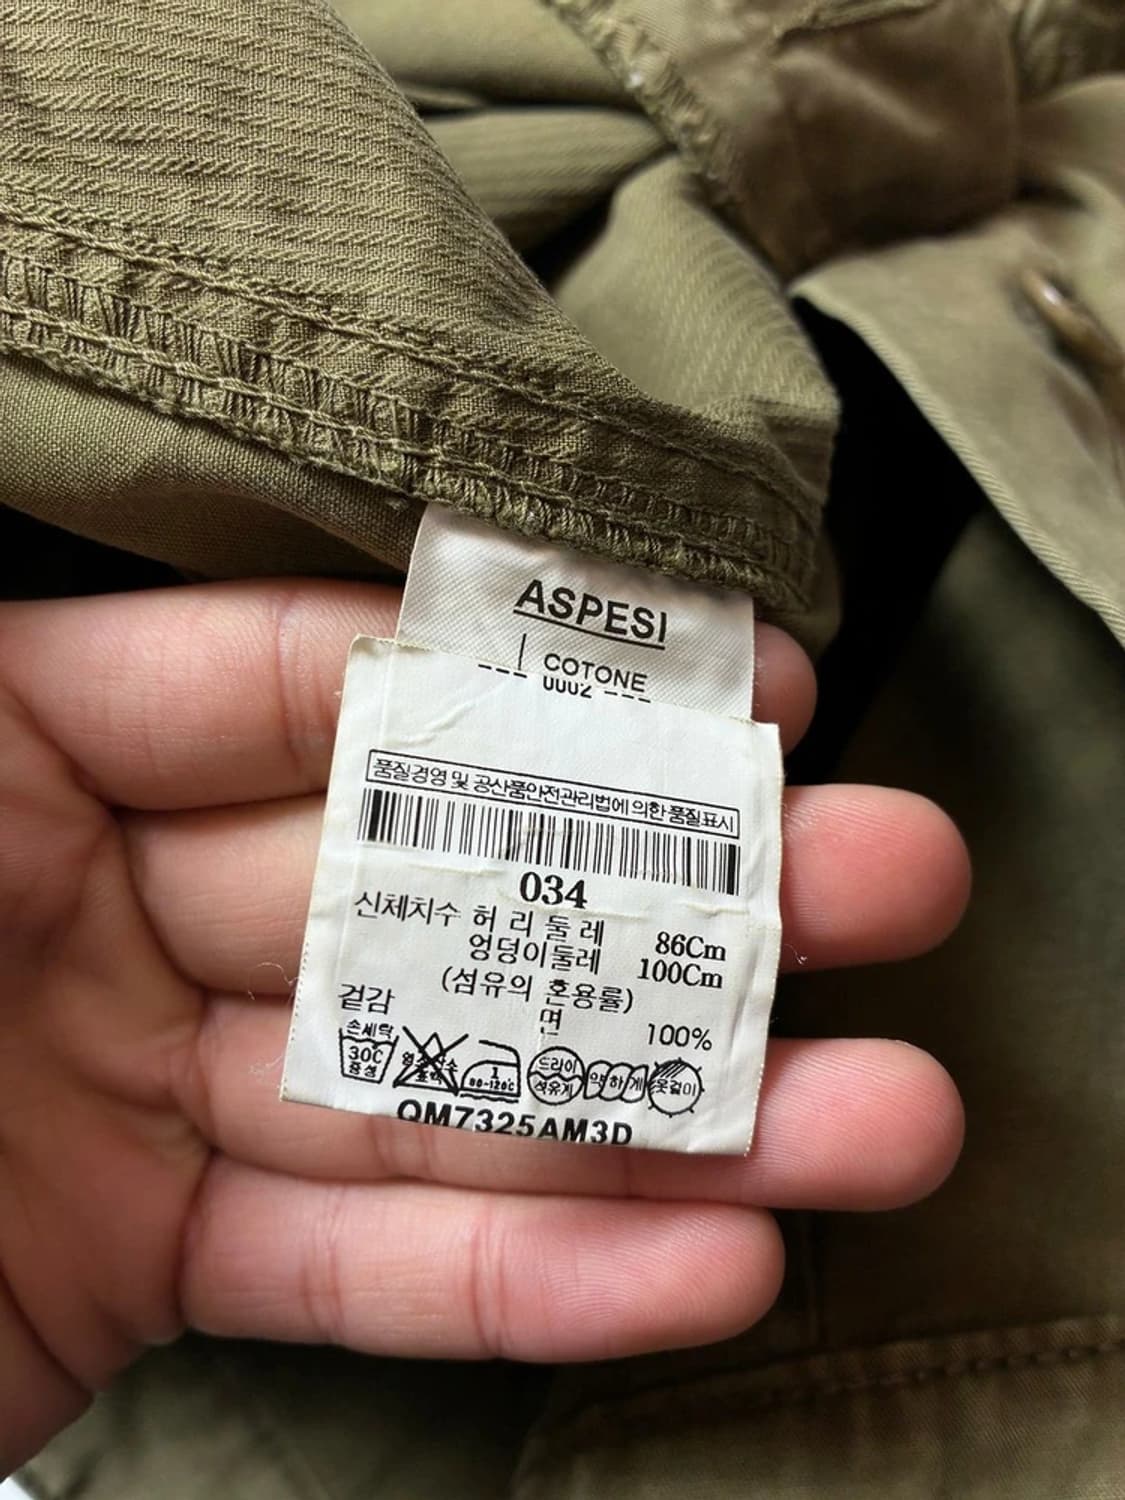 ASPESI
COTONE
0002
품질경영 및 공산품안전관리법에 의한 품질표시
034
신체치수 허리둘레 86Cm
엉덩이둘레 100Cm
(섬유의 혼용률)
겉감
면 100%
손세탁
30C
중성
1
80-120℃
드라이
석유계
약하게
옷걸이
QM7325AM3D